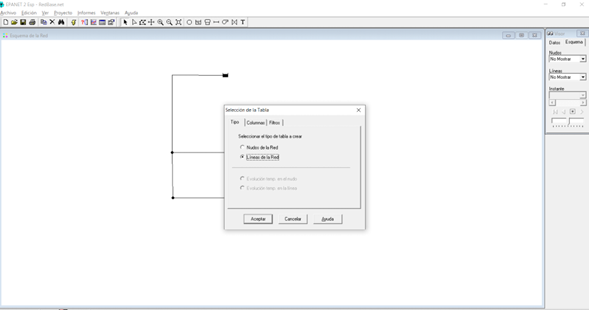 EPANET 2 Esp - RedBase.net
Archivo Edición Ver Proyecto Informes Ventanas Ayuda
Esquema de la Red
Datos Esquema
Nudos
No Mostrar
Líneas
No Mostrar
Instante
Selección de la Tabla
Tipo Columnas Filtros
Seleccionar el tipo de tabla a crear
Nudos de la Red
Líneas de la Red
Evolución temp. en el nudo
Evolución temp. en la línea
Aceptar Cancelar Ayuda